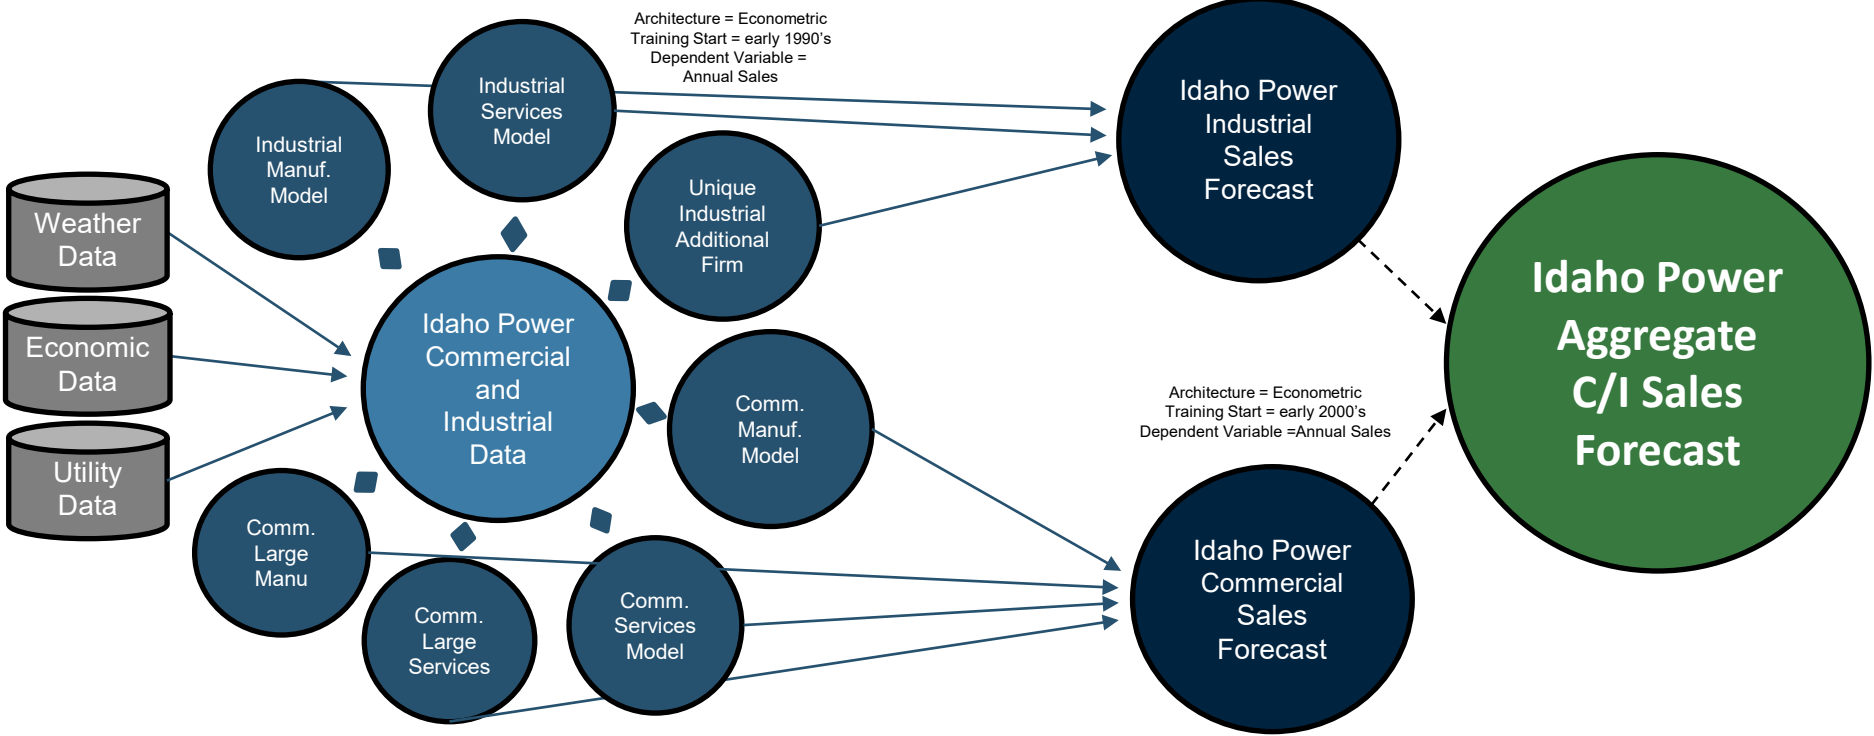 Architecture = Econometric
Training Start = early 1990's
Dependent Variable =
Annual Sales
Industrial
Services
Model
Industrial
Manuf.
Model
Unique
Industrial
Additional
Firm
Idaho Power
Industrial
Sales
Forecast
Weather
Data
Economic
Data
Utility
Data
Idaho Power
Commercial
and
Industrial
Data
Comm.
Manuf.
Model
Comm.
Large
Manu
Comm.
Large
Services
Comm.
Services
Model
Architecture = Econometric
Training Start = early 2000's
Dependent Variable =Annual Sales
Idaho Power
Commercial
Sales
Forecast
Idaho Power
Aggregate
C/I Sales
Forecast